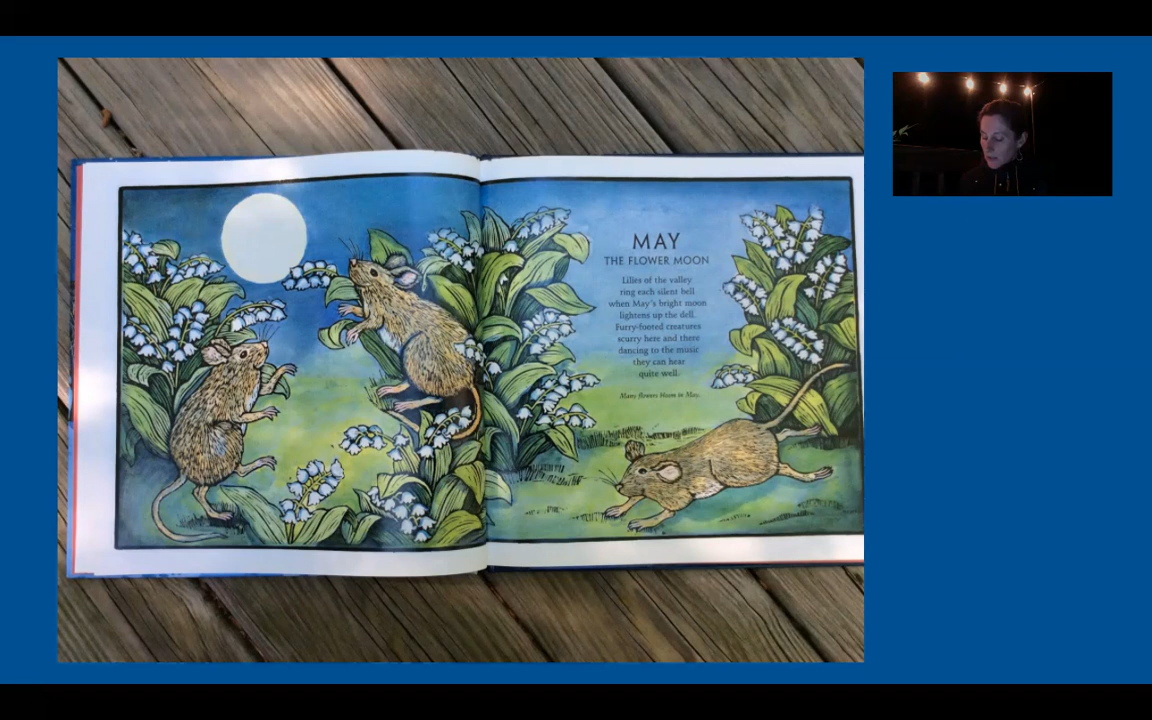 MAY
THE FLOWER MOON
Lilies of the valley
ring each silent bell
when May's bright moon
lightens up the dell.
Furry-footed creatures
scurry here and there
dancing to the music
they can hear
quite well.
Many flowers bloom in May.